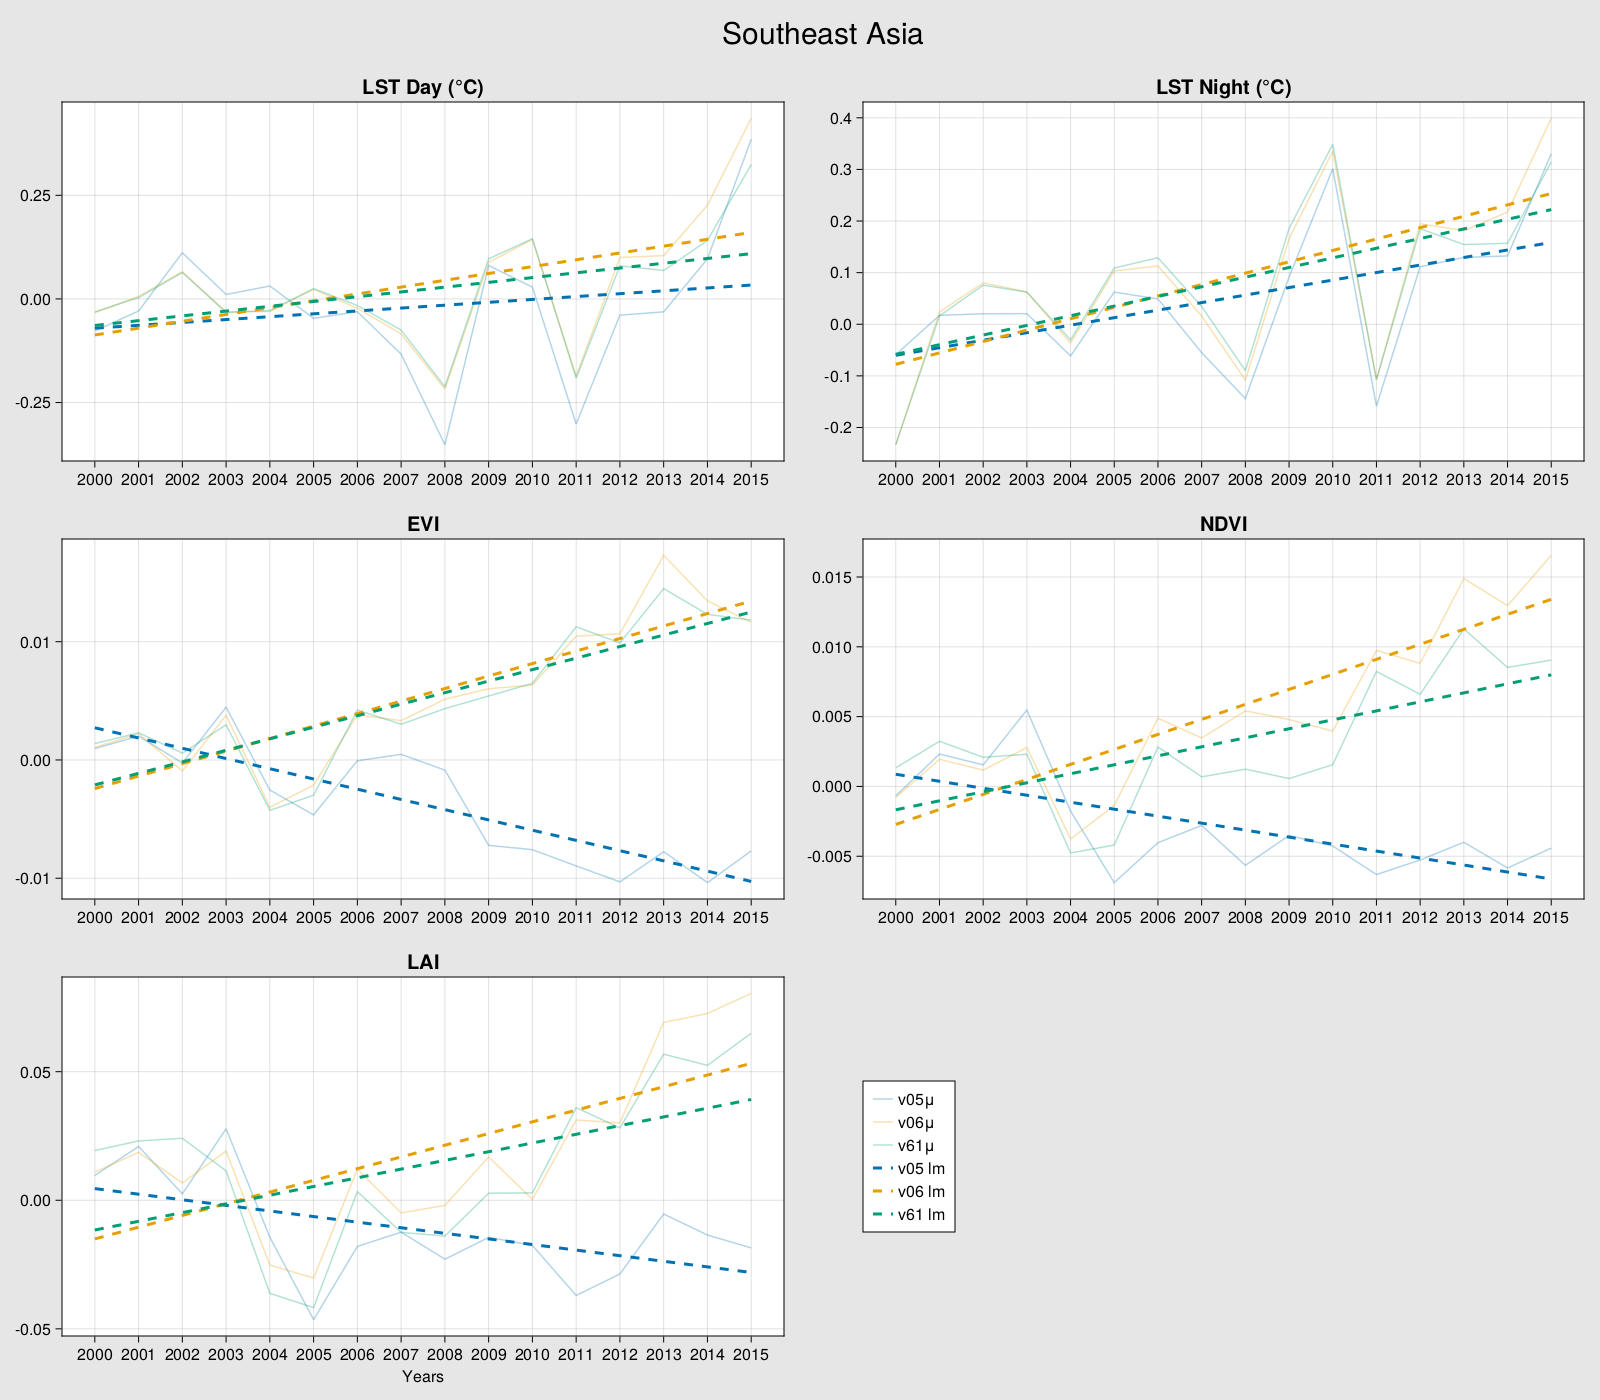 Southeast Asia
LST Day (°C)
0.25
0.00
-0.25
2000 2001 2002 2003 2004 2005 2006 2007 2008 2009 2010 2011 2012 2013 2014 2015
LST Night (°C)
0.4
0.3
0.2
0.1
0.0
-0.1
-0.2
2000 2001 2002 2003 2004 2005 2006 2007 2008 2009 2010 2011 2012 2013 2014 2015
EVI
0.01
0.00
-0.01
2000 2001 2002 2003 2004 2005 2006 2007 2008 2009 2010 2011 2012 2013 2014 2015
NDVI
0.015
0.010
0.005
0.000
-0.005
2000 2001 2002 2003 2004 2005 2006 2007 2008 2009 2010 2011 2012 2013 2014 2015
LAI
0.05
0.00
-0.05
2000 2001 2002 2003 2004 2005 2006 2007 2008 2009 2010 2011 2012 2013 2014 2015
Years
v05μ
v06μ
v61μ
v05 lm
v06 lm
v61 lm